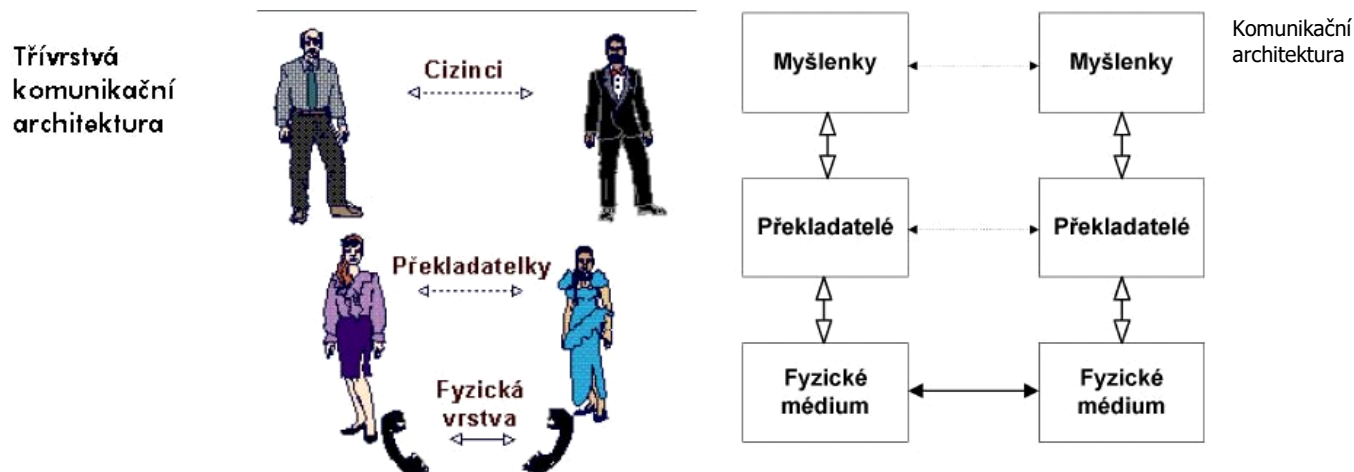 Třívrstvá
komunikační
architektura
Cizinci
Překladatelky
Fyzická
vrstva
Myšlenky
Myšlenky
Překladatelé
Překladatelé
Fyzické
médium
Fyzické
médium
Komunikační
architektura